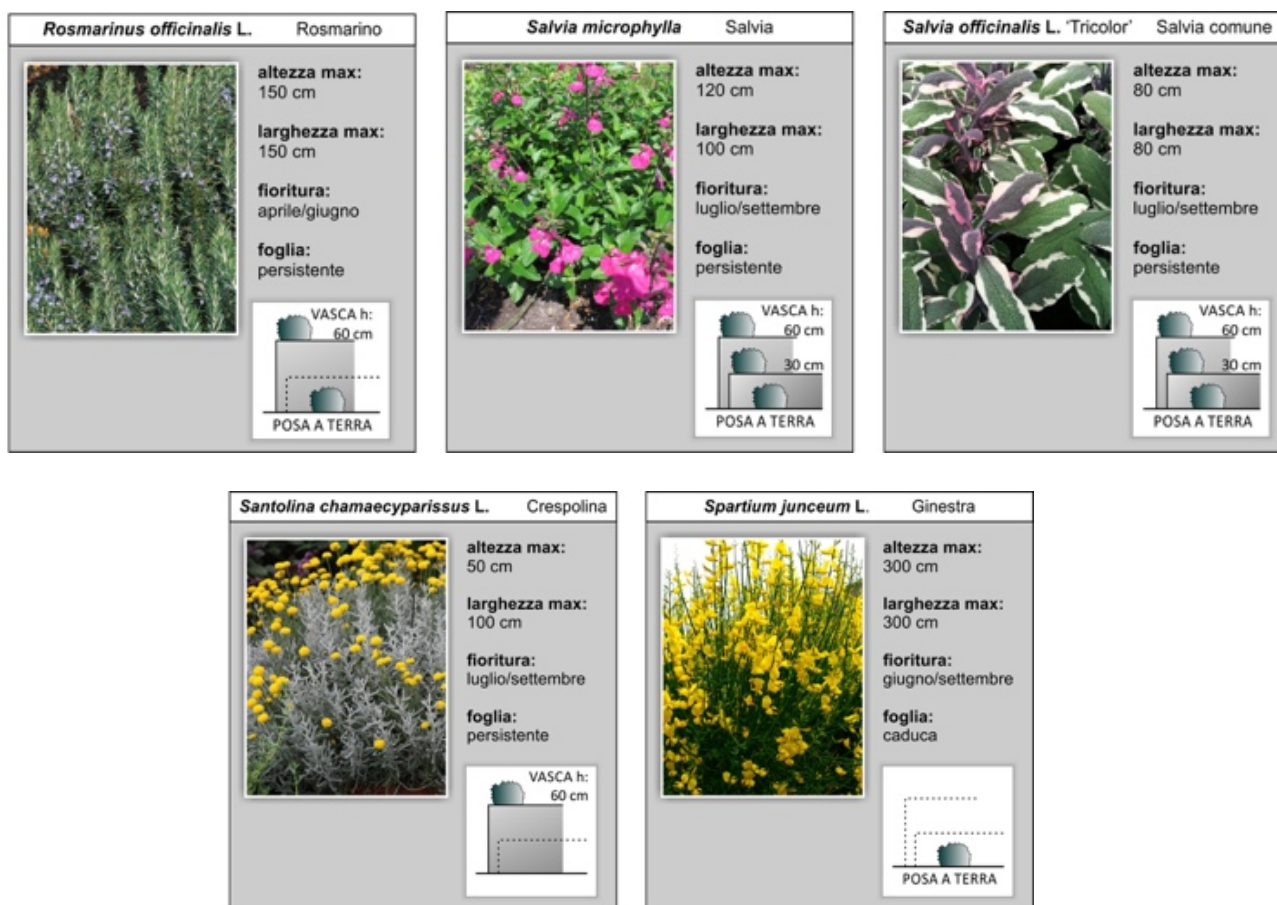 Rosmarinus officinalis L. Rosmarino
altezza max:
150 cm
larghezza max:
150 cm
fioritura:
aprile/giugno
foglia:
persistente
VASCA h:
60 cm
POSA A TERRA
Salvia microphylla Salvia
altezza max:
120 cm
larghezza max:
100 cm
fioritura:
luglio/settembre
foglia:
persistente
VASCA h:
60 cm
30 cm
POSA A TERRA
Salvia officinalis L. 'Tricolor' Salvia comune
altezza max:
80 cm
larghezza max:
80 cm
fioritura:
luglio/settembre
foglia:
persistente
VASCA h:
60 cm
30 cm
POSA A TERRA
Santolina chamaecyparissus L. Crespolina
altezza max:
50 cm
larghezza max:
100 cm
fioritura:
luglio/settembre
foglia:
persistente
VASCA h:
60 cm
Spartium junceum L. Ginestra
altezza max:
300 cm
larghezza max:
300 cm
fioritura:
giugno/settembre
foglia:
caduca
POSA A TERRA